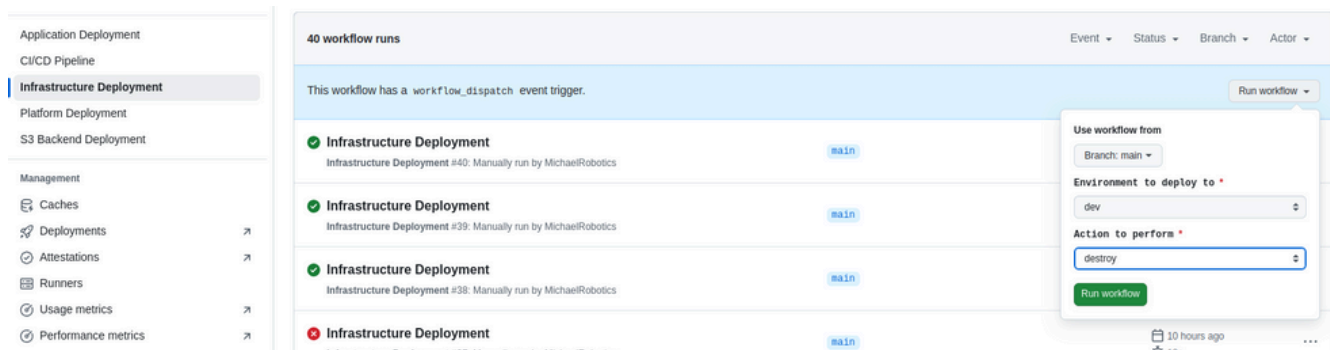 Application Deployment
CI/CD Pipeline
Infrastructure Deployment
Platform Deployment
S3 Backend Deployment
Management
Caches
Deployments
Attestations
Runners
Usage metrics
Performance metrics
40 workflow runs
Event Status Branch Actor
This workflow has a workflow_dispatch event trigger.
Run workflow
Use workflow from
Branch: main
Environment to deploy to *
dev
Action to perform *
destroy
Run workflow
Infrastructure Deployment
main
Infrastructure Deployment #40: Manually run by MichaelRobotics
Infrastructure Deployment
main
Infrastructure Deployment #39: Manually run by MichaelRobotics
Infrastructure Deployment
main
Infrastructure Deployment #38: Manually run by MichaelRobotics
Infrastructure Deployment
main
10 hours ago